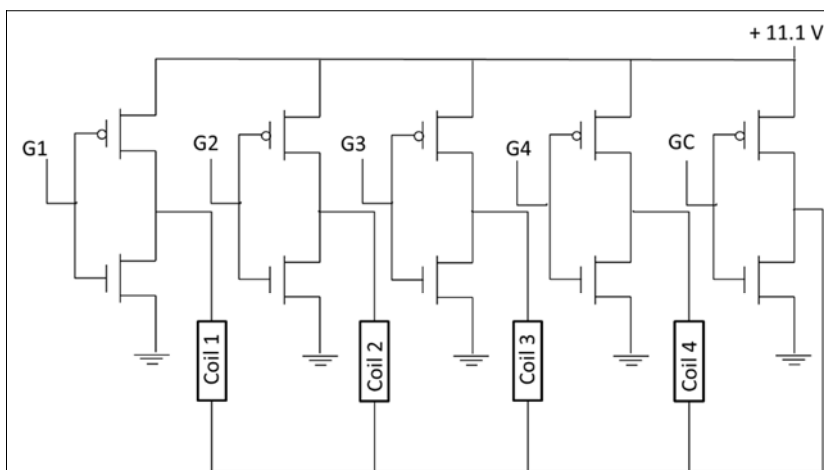 + 11.1 V
G1
G2
G3
G4
GC
Coil 1
Coil 2
Coil 3
Coil 4